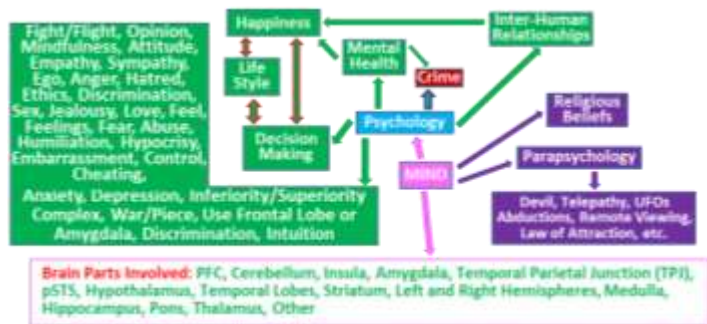 Fight/Flight, Opinion,
Mindfulness, Attitude,
Empathy, Sympathy,
Ego, Anger, Hatred,
Ethics, Discrimination,
Sex, Jealousy, Love, Feel,
Feelings, Fear, Abuse,
Humiliation, Hypocrisy,
Embarrassment, Control,
Cheating,
Anxiety, Depression, Inferiority/Superiority
Complex, War/Piece, Use Frontal Lobe or
Amygdala, Discrimination, Intuition
Happiness
Life
Style
Decision
Making
Mental
Health
Crime
Psychology
MIND
Inter-Human
Relationships
Religious
Beliefs
Parapsychology
Devil, Telepathy, UFOs
Abductions, Remote Viewing,
Law of Attraction, etc.
Brain Parts Involved: PFC, Cerebellum, Insula, Amygdala, Temporal Parietal Junction (TPJ),
pSTS, Hypothalamus, Temporal Lobes, Striatum, Left and Right Hemispheres, Medulla,
Hippocampus, Pons, Thalamus, Other